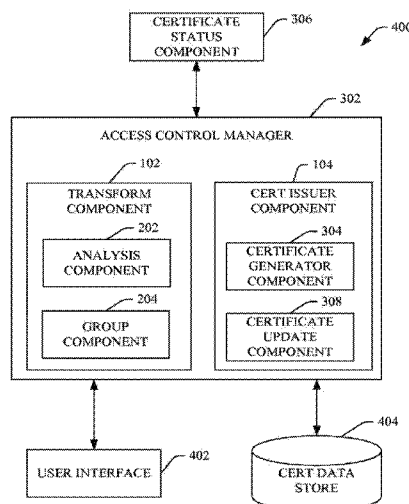 CERTIFICATE
STATUS
COMPONENT
306
400
302
ACCESS CONTROL MANAGER
102
104
TRANSFORM
COMPONENT
CERT ISSUER
COMPONENT
202
304
ANALYSIS
COMPONENT
CERTIFICATE
GENERATOR
COMPONENT
204
308
GROUP
COMPONENT
CERTIFICATE
UPDATE
COMPONENT
402
404
USER INTERFACE
CERT DATA
STORE